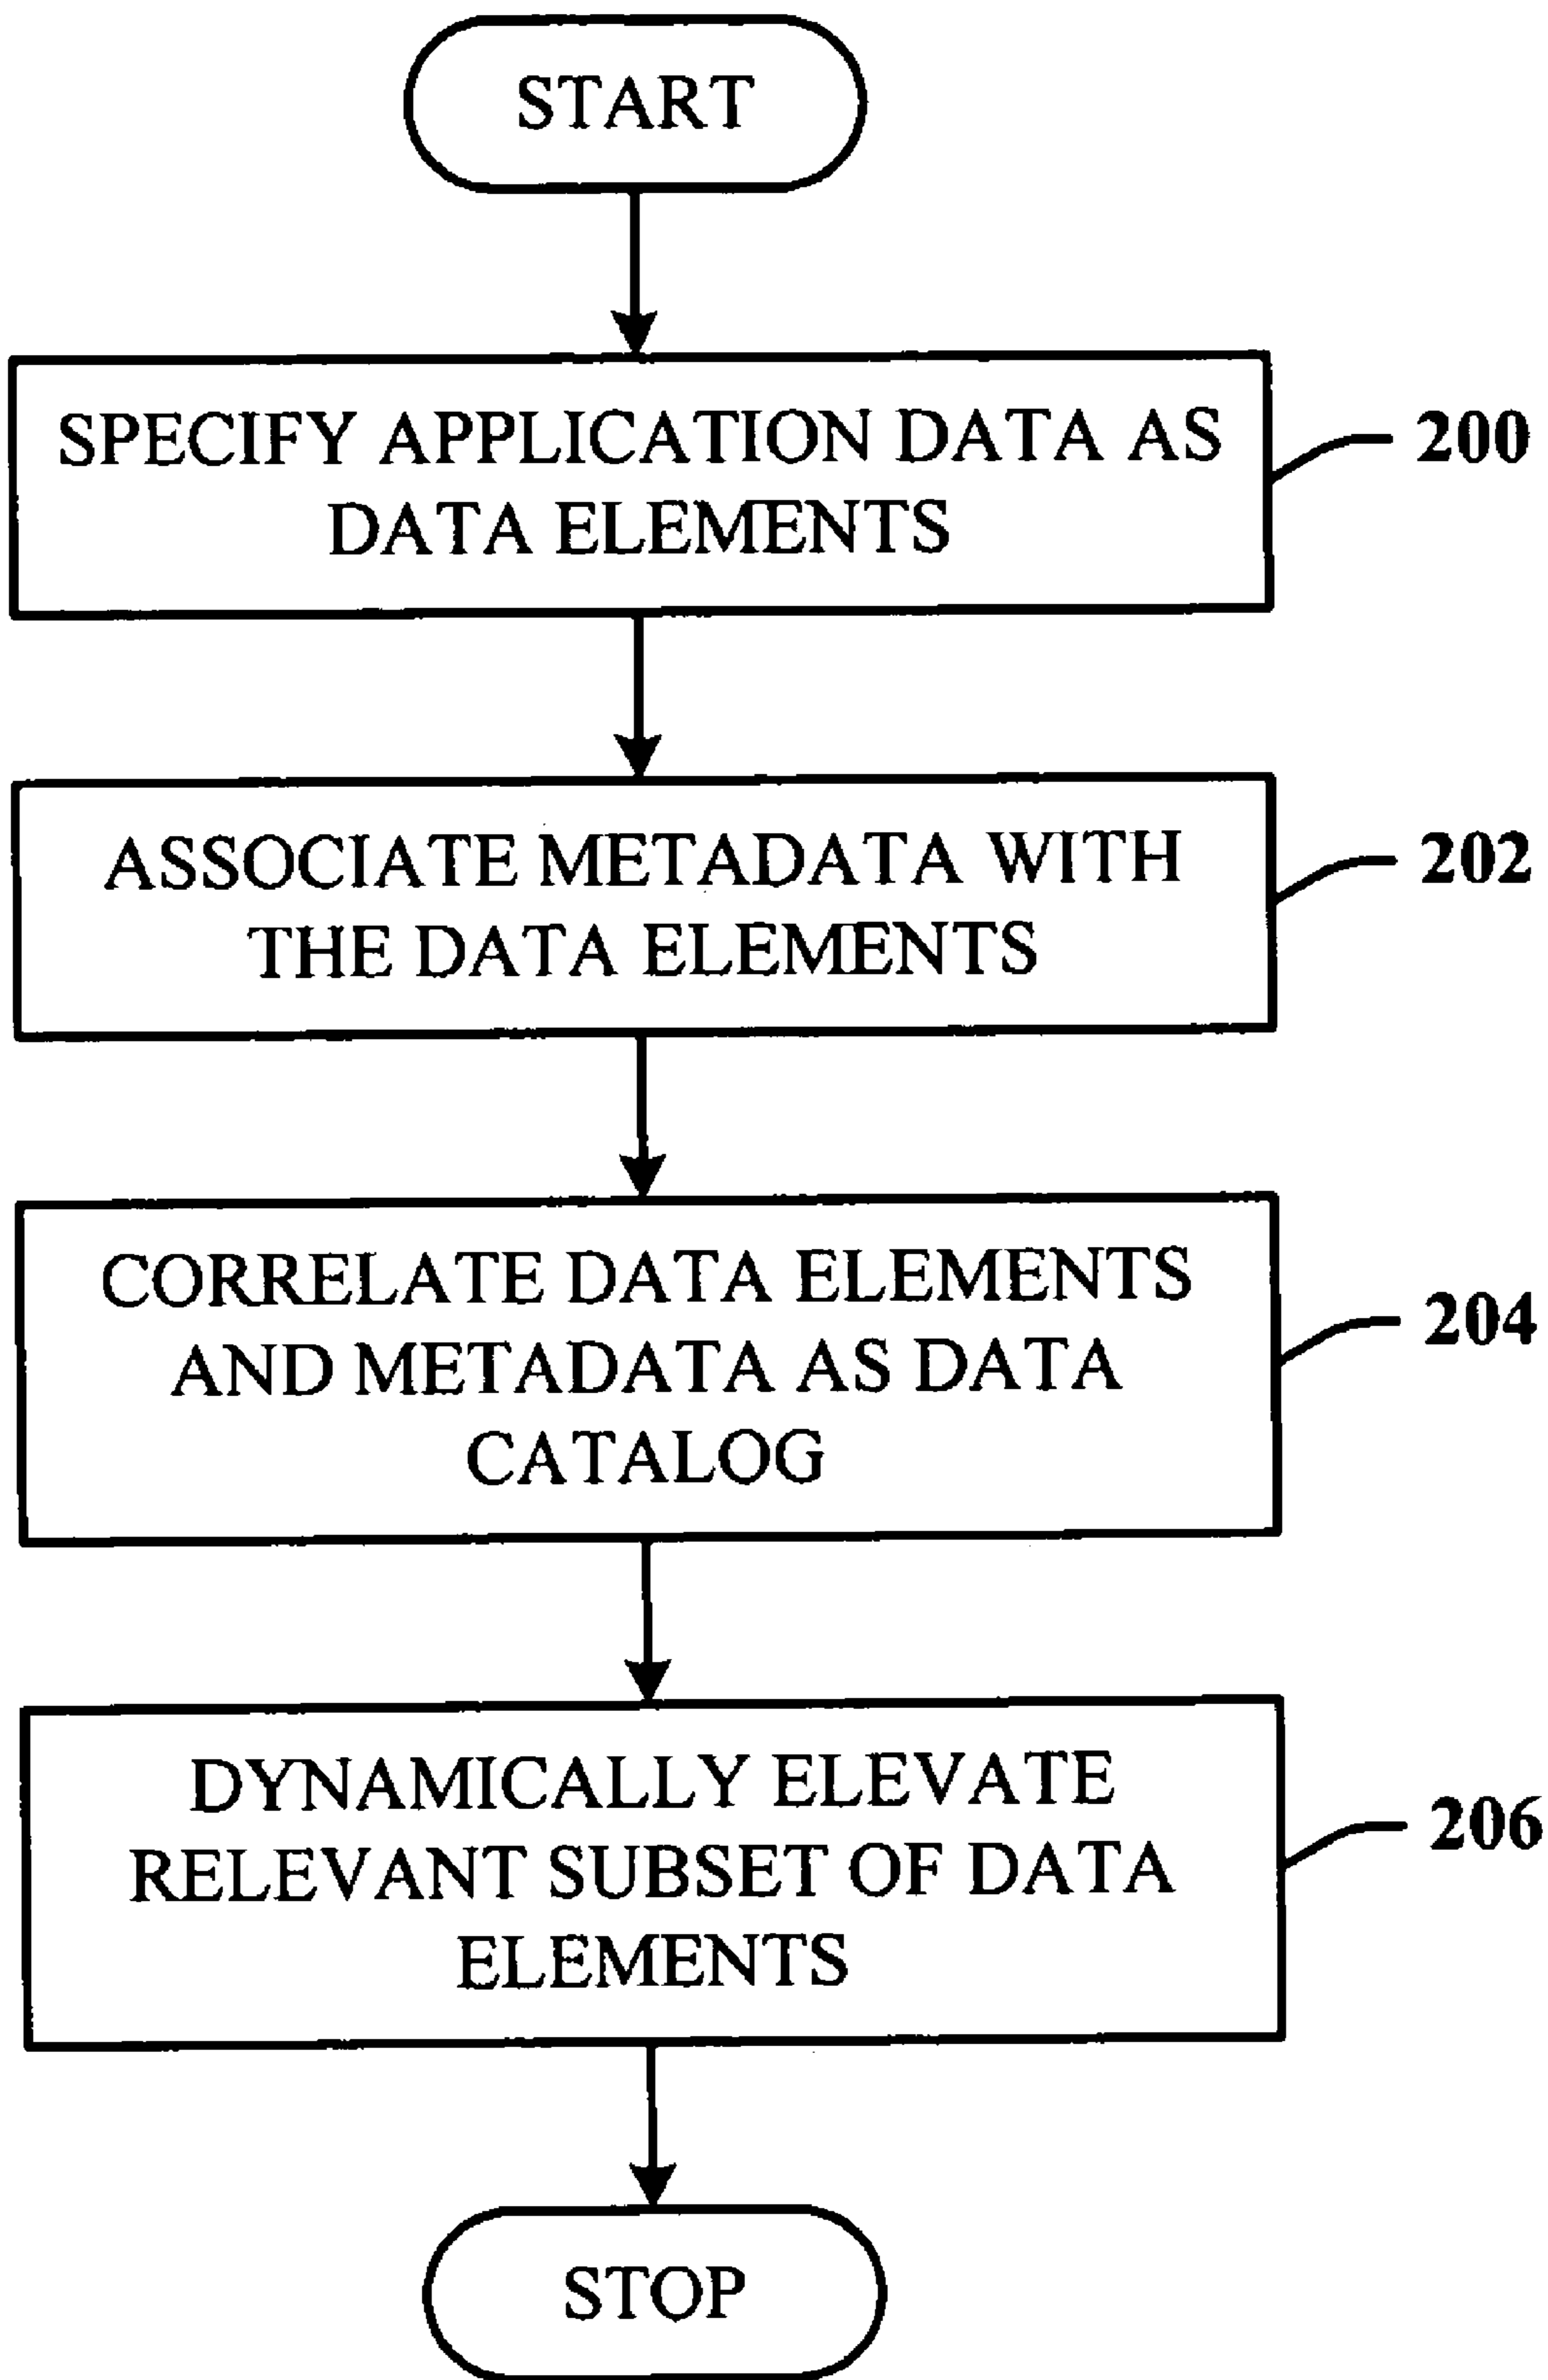 START
SPECIFY APPLICATION DATA AS
DATA ELEMENTS
200
ASSOCIATE METADATA WITH
THE DATA ELEMENTS
202
CORRELATE DATA ELEMENTS
AND METADATA AS DATA
CATALOG
204
DYNAMICALLY ELEVATE
RELEVANT SUBSET OF DATA
ELEMENTS
206
STOP